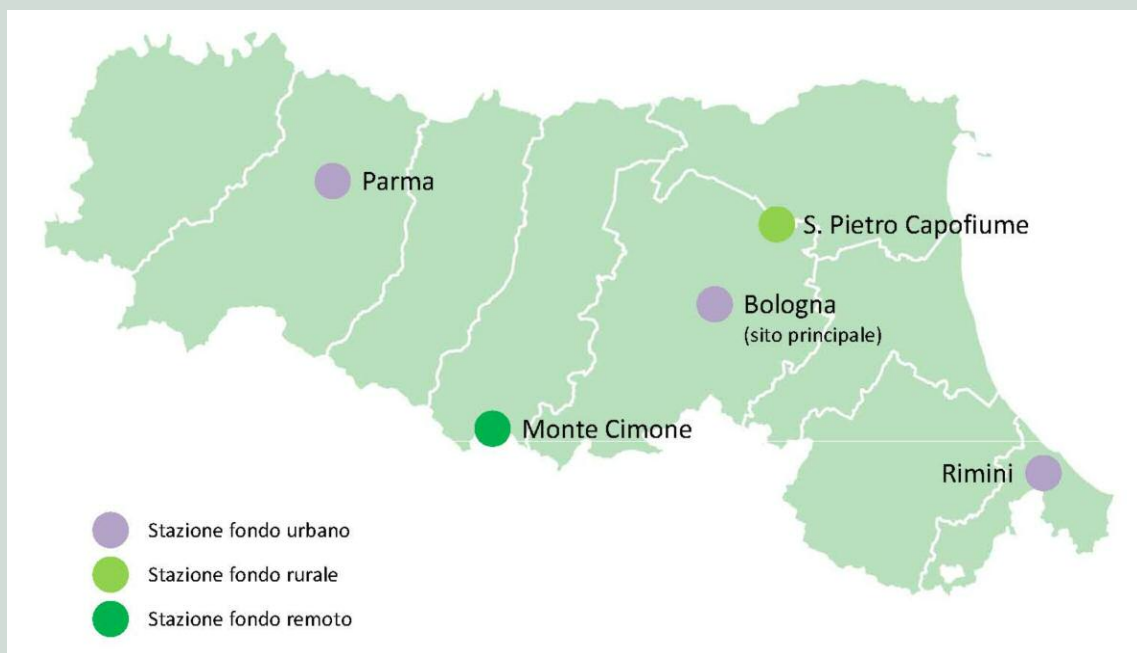 Parma
S. Pietro Capofiume
Bologna
(sito principale)
Monte Cimone
Rimini
Stazione fondo urbano
Stazione fondo rurale
Stazione fondo remoto